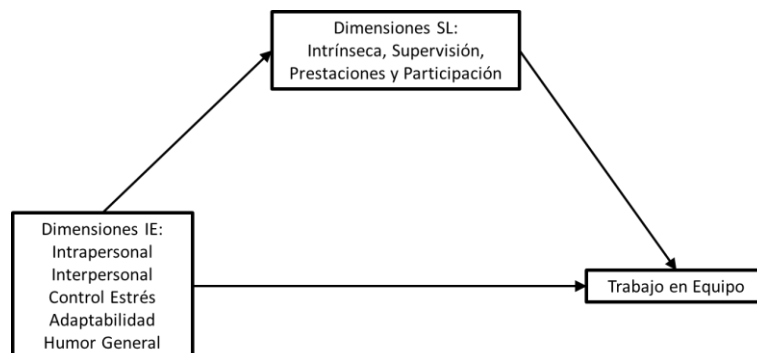 Dimensiones SL:
Intrínseca, Supervisión,
Prestaciones y Participación
Dimensiones IE:
Intrapersonal
Interpersonal
Control Estrés
Adaptabilidad
Humor General
Trabajo en Equipo